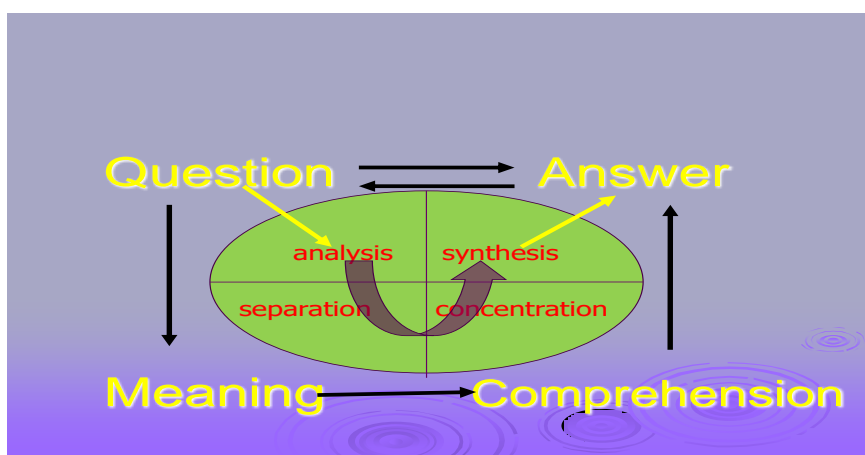 Question Answer
analysis synthesis
separation concentration
Meaning Comprehension